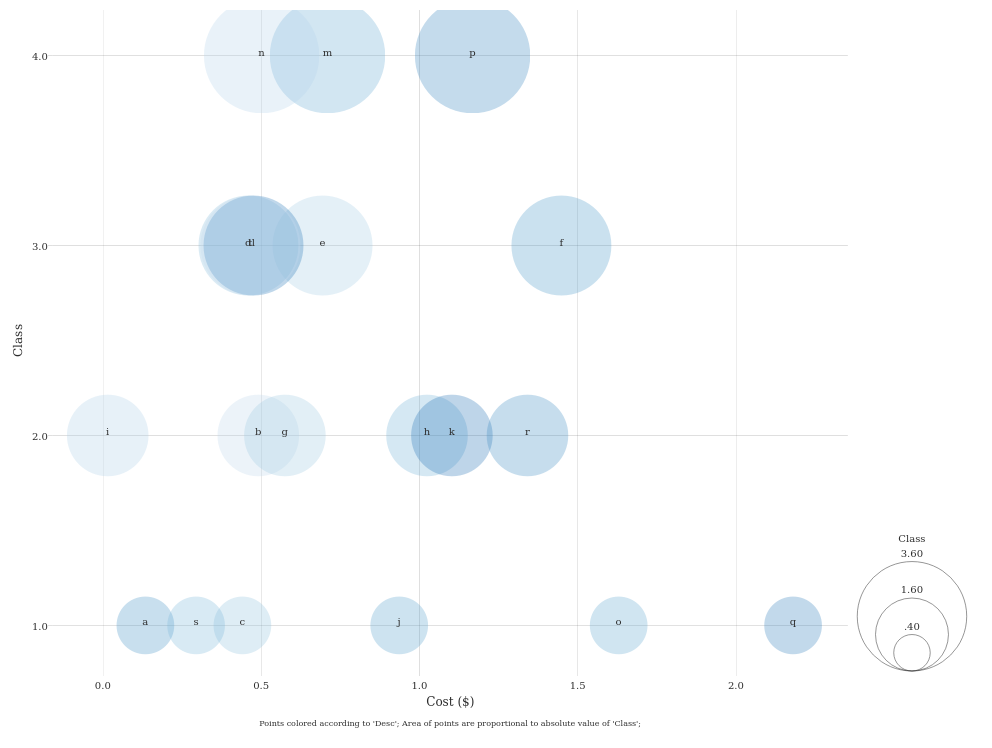 n m p
4.0
dl e f
3.0
Class
i b g h k r
2.0
Class
3.60
1.60
.40
a s c j o q
1.0
0.0 0.5 1.0 1.5 2.0
Cost ($)
Points colored according to 'Desc'; Area of points are proportional to absolute value of 'Class';